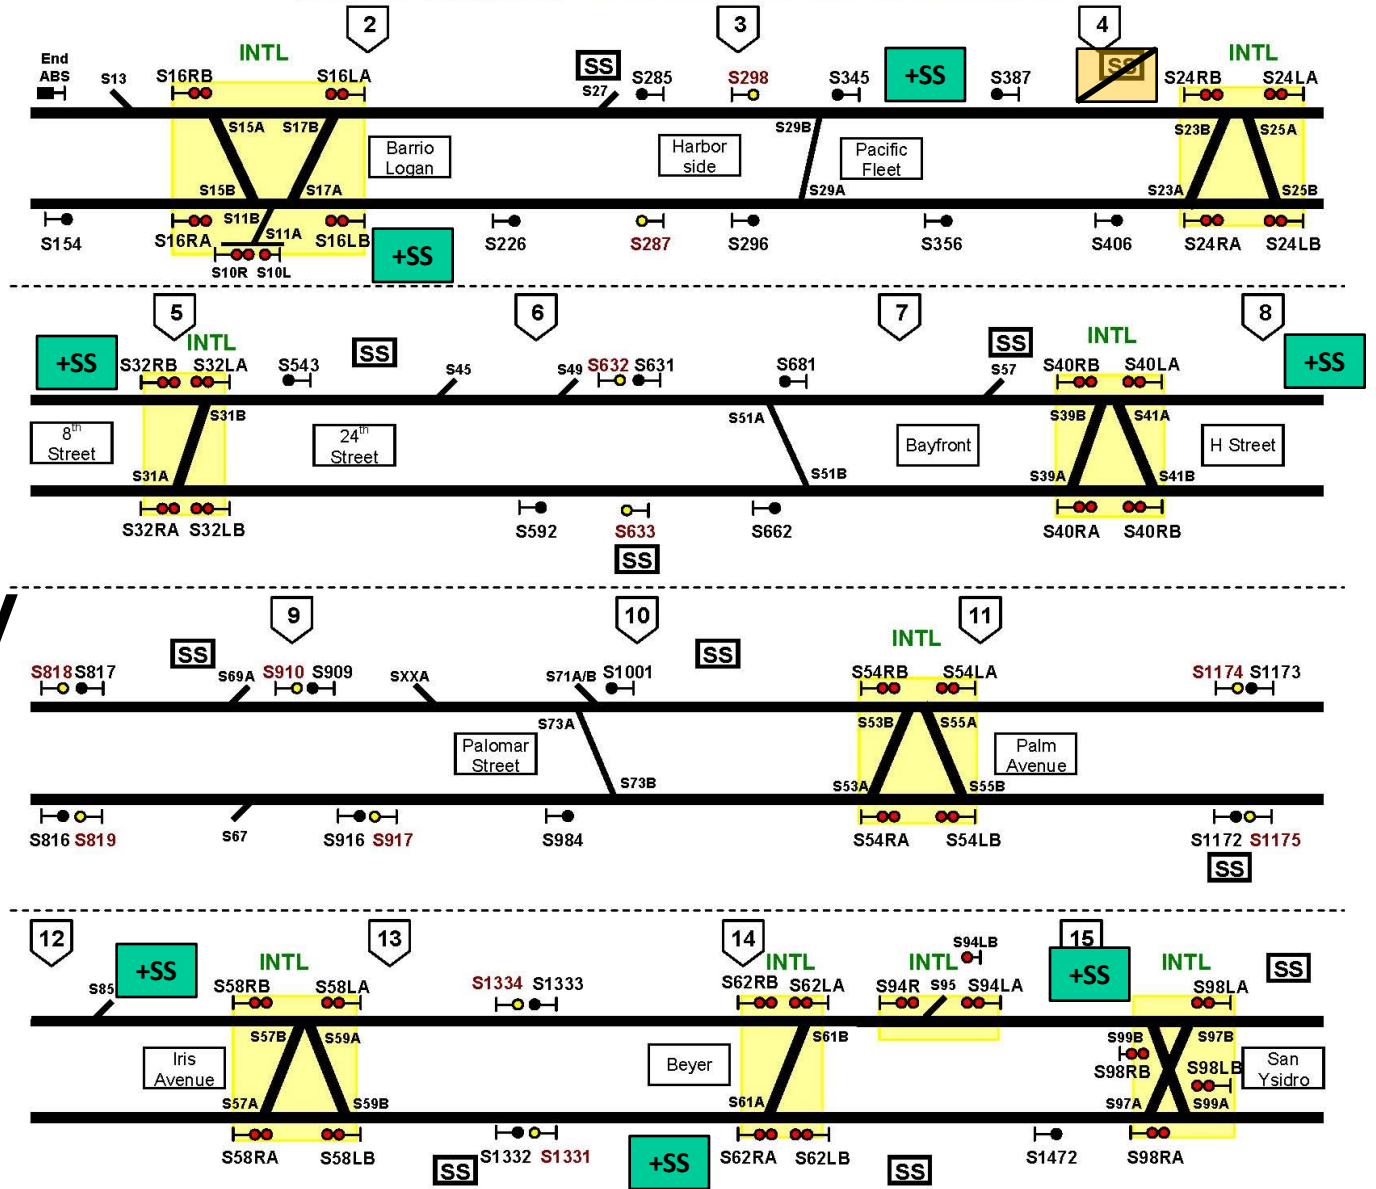 2
3
4
INTL
INTL
End
ABS
S13
S16RB
S16LA
SS
S27
S285
S298
S345
+SS
S387
SS
S24RB
S24LA
S15A
S17B
S29B
S23B
S25A
Barrio
Logan
Harbor
side
Pacific
Fleet
S15B
S17A
S29A
S23A
S25B
S11B
S11A
S154
S16RA
S16LB
S10R
S10L
+SS
S226
S287
S296
S356
S406
S24RA
S24LB
5
6
7
8
INTL
INTL
+SS
S32RB
S32LA
S543
SS
S45
S49
S632
S631
S681
SS
S57
S40RB
S40LA
+SS
S31B
S51A
S39B
S41A
8th
Street
24th
Street
Bayfront
H Street
S31A
S51B
S39A
S41B
S32RA
S32LB
S592
S633
S662
S40RA
S40RB
SS
9
10
11
INTL
S818
S817
SS
S69A
S910
S909
SXXA
S71A/B
S1001
SS
S54RB
S54LA
S1174
S1173
S73A
S53B
S55A
Palomar
Street
Palm
Avenue
S73B
S53A
S55B
S816
S819
S67
S916
S917
S984
S54RA
S54LB
S1172
S1175
SS
12
13
14
15
+SS
INTL
INTL
INTL
S94LB
+SS
INTL
SS
S85
S58RB
S58LA
S1334
S1333
S62RB
S62LA
S94R
S95
S94LA
S98LA
S57B
S59A
S61B
S99B
S97B
Iris
Avenue
Beyer
S98RB
S98LB
San
Ysidro
S57A
S59B
S61A
S97A
S99A
S58RA
S58LB
SS
S1332
S1331
+SS
S62RA
S62LB
SS
S1472
S98RA